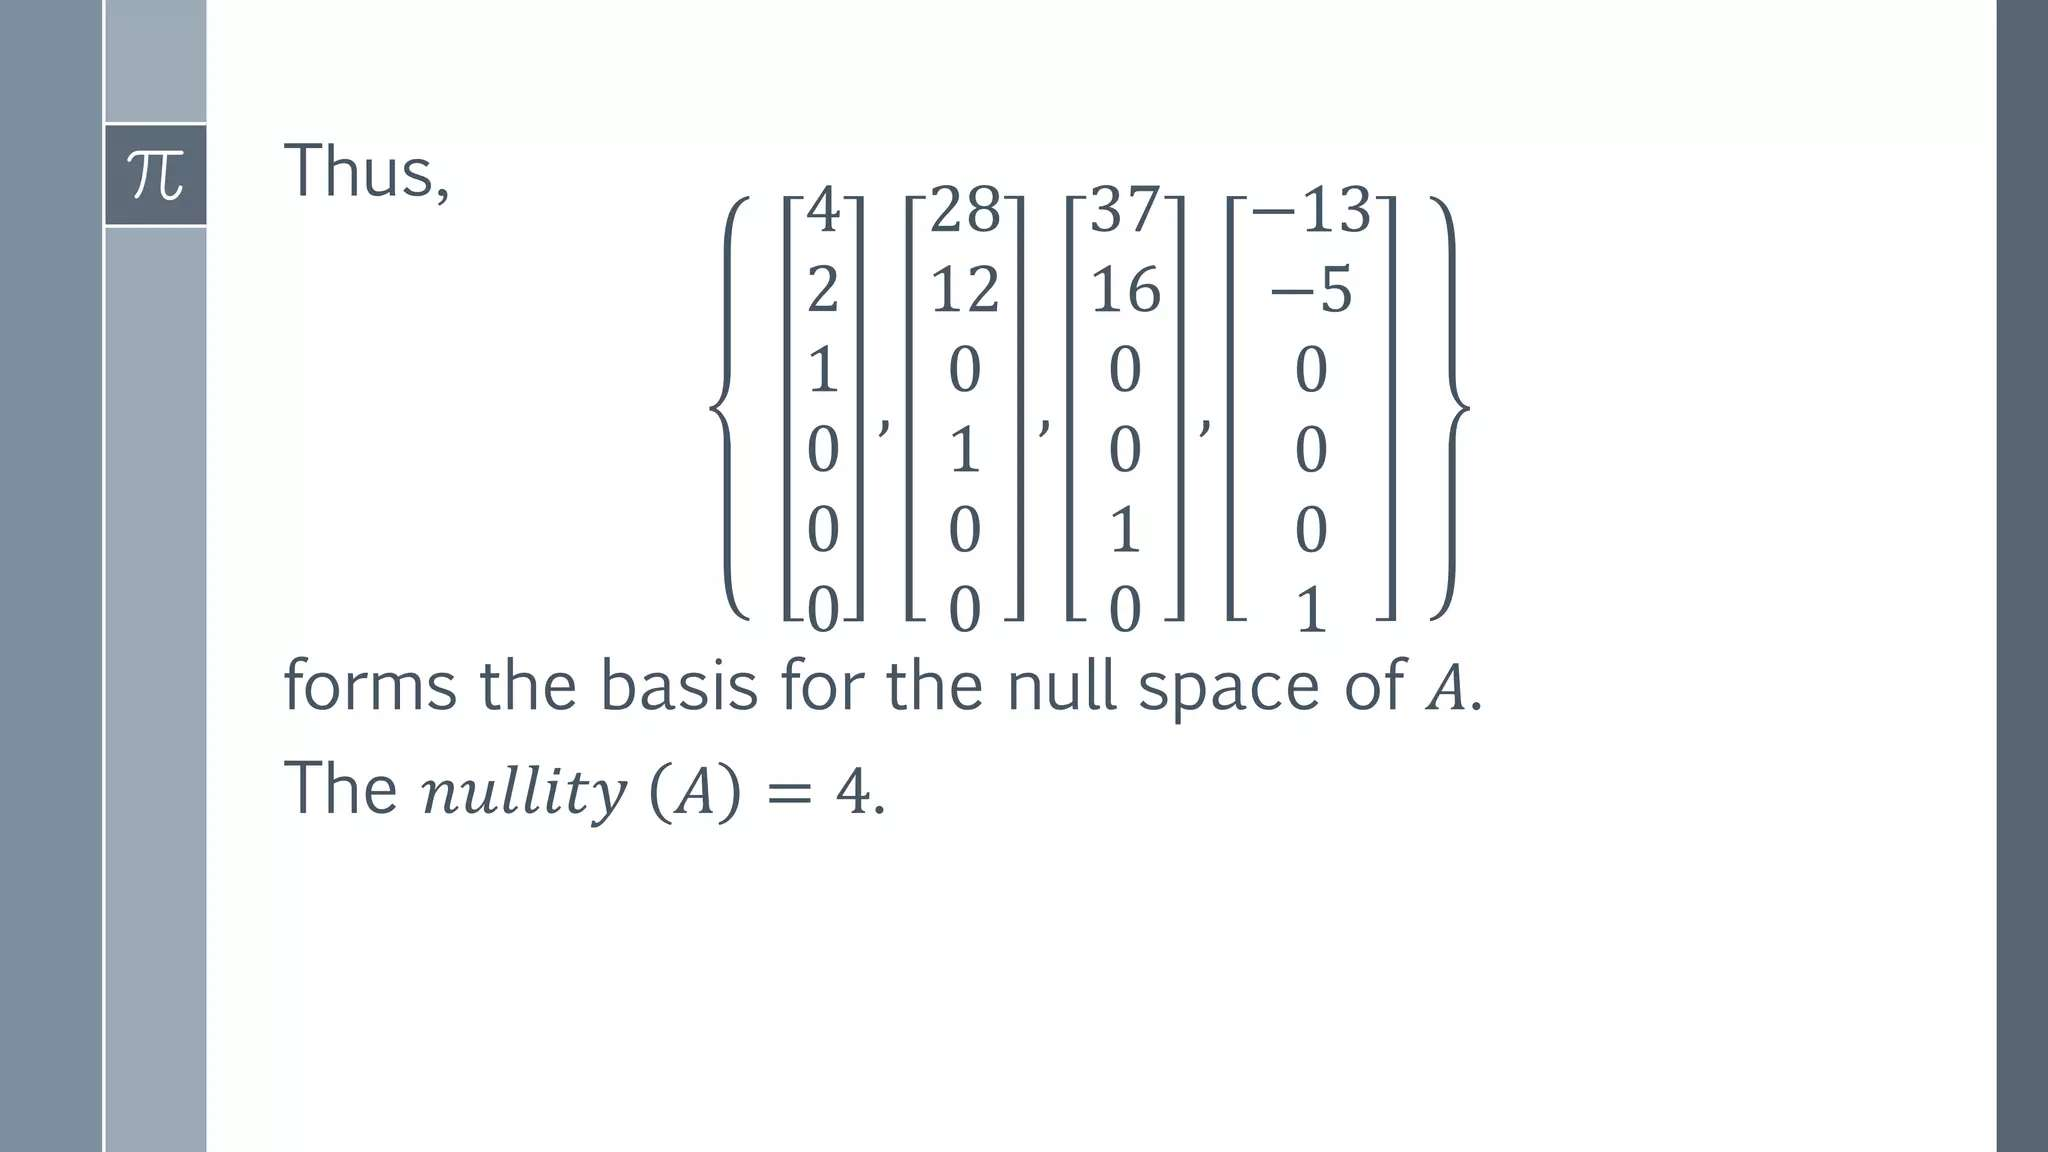 π
Thus,
4 28 37 −13
2 12 16 −5
1 0 0 0
0 , 1 , 0 , 0
0 0 1 0
0 0 0 1
forms the basis for the null space of A.
The nullity (A) = 4.